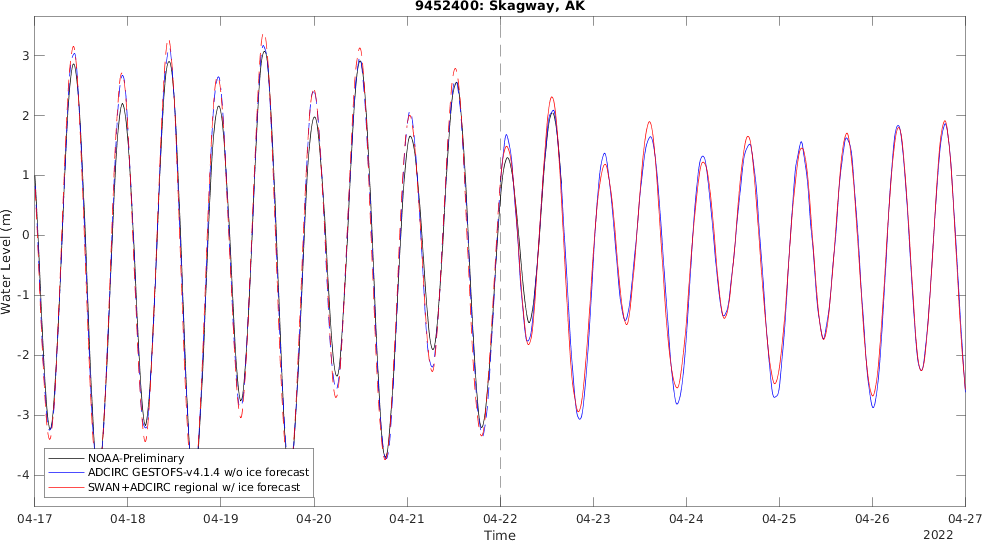 9452400: Skagway, AK
Water Level (m)
3
2
1
0
-1
-2
-3
-4
NOAA-Preliminary
ADCIRC GESTOFS-v4.1.4 w/o ice forecast
SWAN+ADCIRC regional w/ ice forecast
04-17 04-18 04-19 04-20 04-21 04-22 04-23 04-24 04-25 04-26 04-27
Time
2022